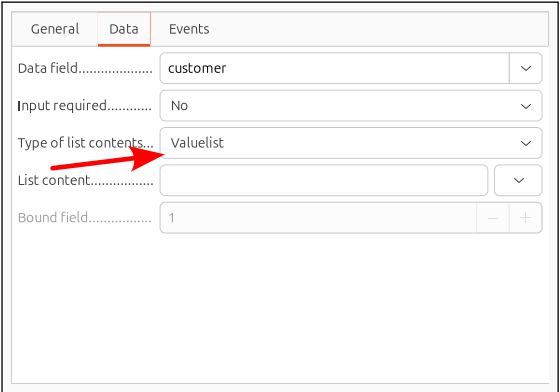 General Data Events
Data field................... customer
Input required............ No
Type of list contents... Valuelist
List content.................
Bound field................. 1 − +